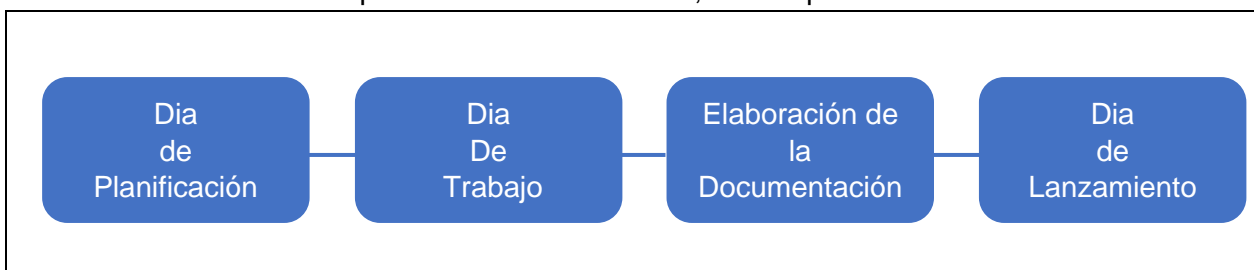 Dia
de
Planificación
Dia
De
Trabajo
Elaboración de
la
Documentación
Dia
de
Lanzamiento